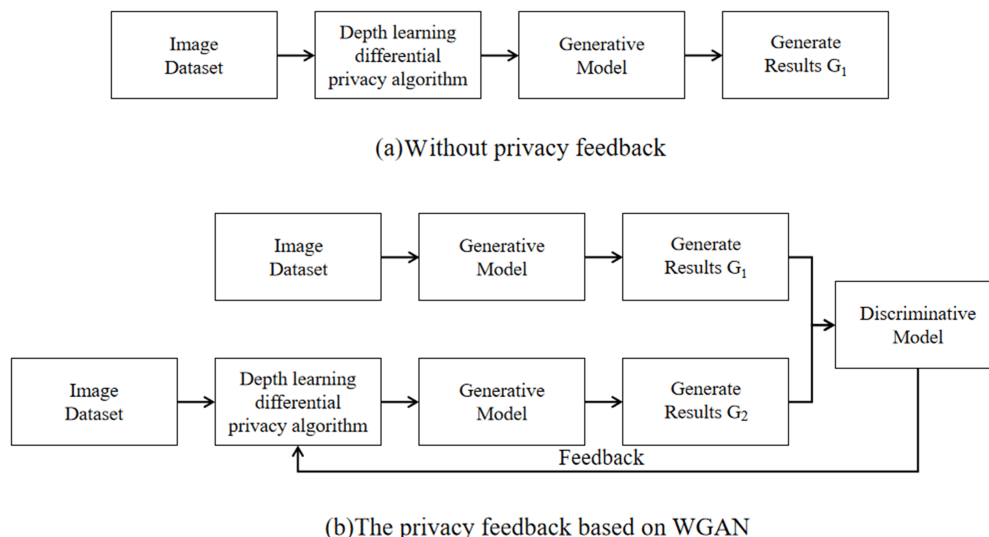 Image
Dataset
Depth learning
differential
privacy algorithm
Generative
Model
Generate
Results G₁
(a)Without privacy feedback
Image
Dataset
Generative
Model
Generate
Results G₁
Discriminative
Model
Image
Dataset
Depth learning
differential
privacy algorithm
Generative
Model
Generate
Results G₂
Feedback
(b)The privacy feedback based on WGAN